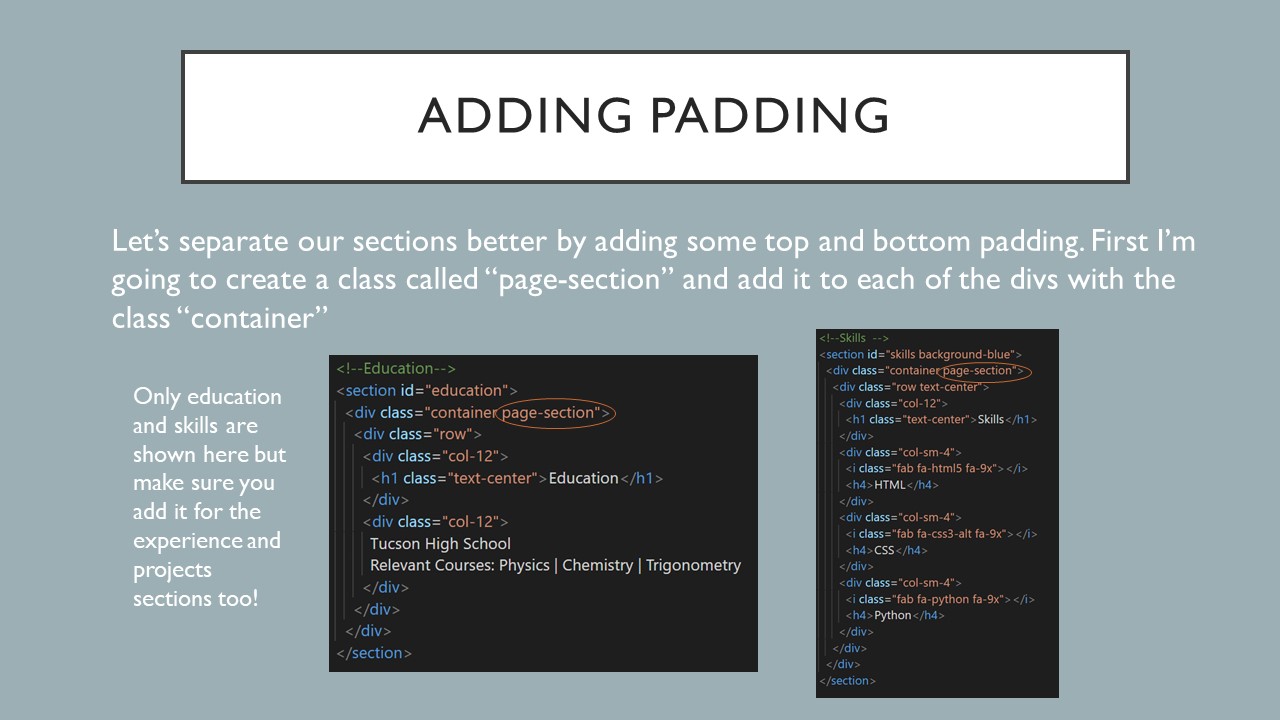 ADDING PADDING
Let’s separate our sections better by adding some top and bottom padding. First I’m
going to create a class called “page-section” and add it to each of the divs with the
class “container”
Only education
and skills are
shown here but
make sure you
add it for the
experience and
projects
sections too!
<!--Education-->
<section id="education">
<div class="container page-section">
<div class="row">
<div class="col-12">
<h1 class="text-center">Education</h1>
</div>
<div class="col-12">
Tucson High School
Relevant Courses: Physics | Chemistry | Trigonometry
</div>
</div>
</div>
</section>
<!--Skills -->
<section id="skills background-blue">
<div class="container page-section">
<div class="row text-center">
<div class="col-12">
<h1 class="text-center">Skills</h1>
</div>
<div class="col-sm-4">
<i class="fab fa-html5 fa-9x"></i>
<h4>HTML</h4>
</div>
<div class="col-sm-4">
<i class="fab fa-css3-alt fa-9x"></i>
<h4>CSS</h4>
</div>
<div class="col-sm-4">
<i class="fab fa-python fa-9x"></i>
<h4>Python</h4>
</div>
</div>
</div>
</section>